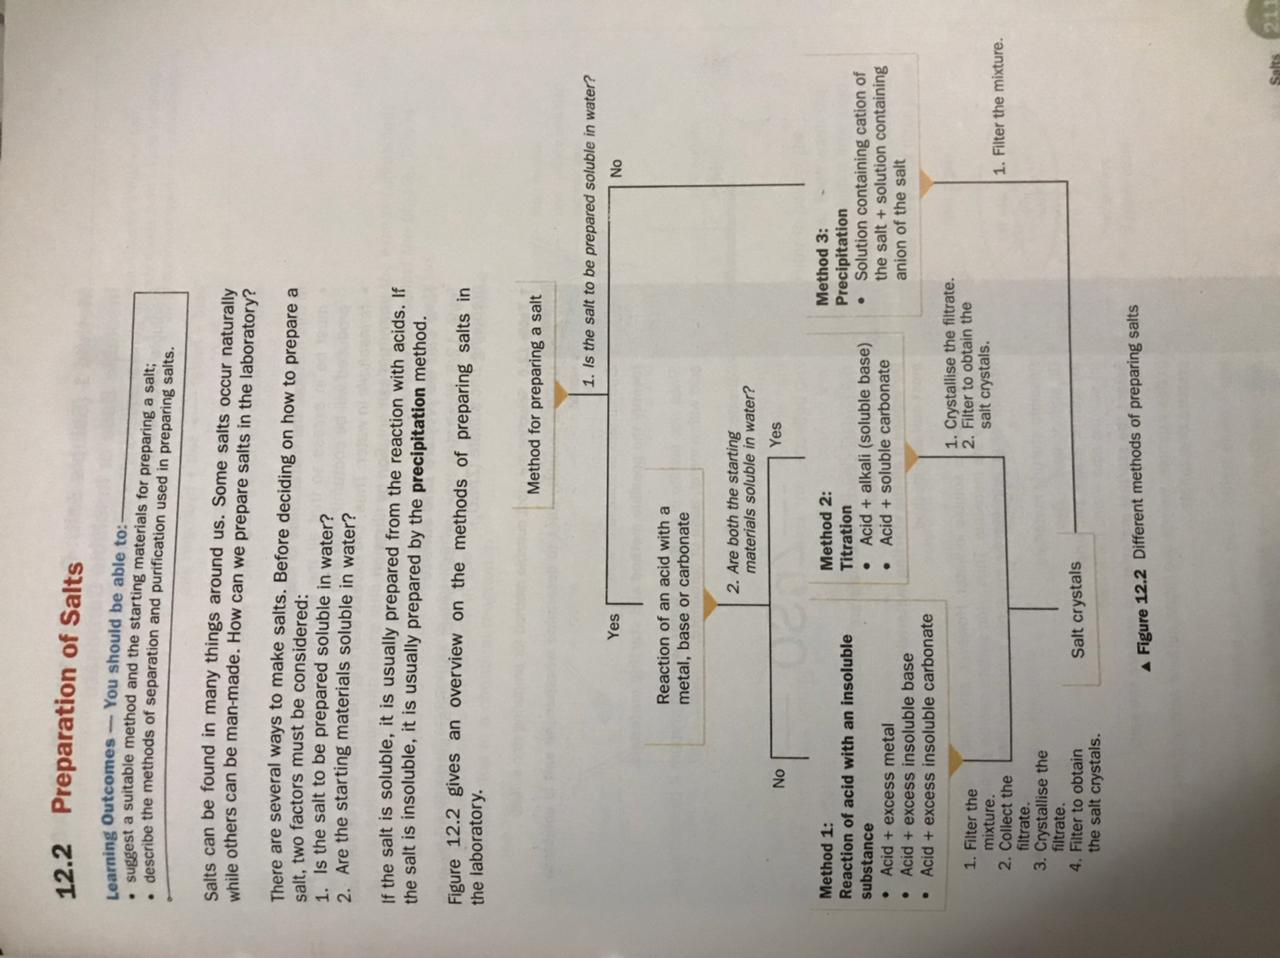 12.2 Preparation of Salts
Learning Outcomes — You should be able to:
• suggest a suitable method and the starting materials for preparing a salt;
• describe the methods of separation and purification used in preparing salts.
Salts can be found in many things around us. Some salts occur naturally
while others can be man-made. How can we prepare salts in the laboratory?
There are several ways to make salts. Before deciding on how to prepare a
salt, two factors must be considered:
1. Is the salt to be prepared soluble in water?
2. Are the starting materials soluble in water?
If the salt is soluble, it is usually prepared from the reaction with acids. If
the salt is insoluble, it is usually prepared by the precipitation method.
Figure 12.2 gives an overview on the methods of preparing salts in
the laboratory.
Method for preparing a salt
1. Is the salt to be prepared soluble in water?
Yes
No
Reaction of an acid with a
metal, base or carbonate
2. Are both the starting
materials soluble in water?
No
Yes
Method 1:
Reaction of acid with an insoluble
substance
• Acid + excess metal
• Acid + excess insoluble base
• Acid + excess insoluble carbonate
Method 2:
Titration
• Acid + alkali (soluble base)
• Acid + soluble carbonate
Method 3:
Precipitation
• Solution containing cation of
the salt + solution containing
anion of the salt
1. Filter the
mixture.
2. Collect the
filtrate.
3. Crystallise the
filtrate.
4. Filter to obtain
the salt crystals.
1. Crystallise the filtrate.
2. Filter to obtain the
salt crystals.
1. Filter the mixture.
Salt crystals
▲ Figure 12.2 Different methods of preparing salts
Salts 211